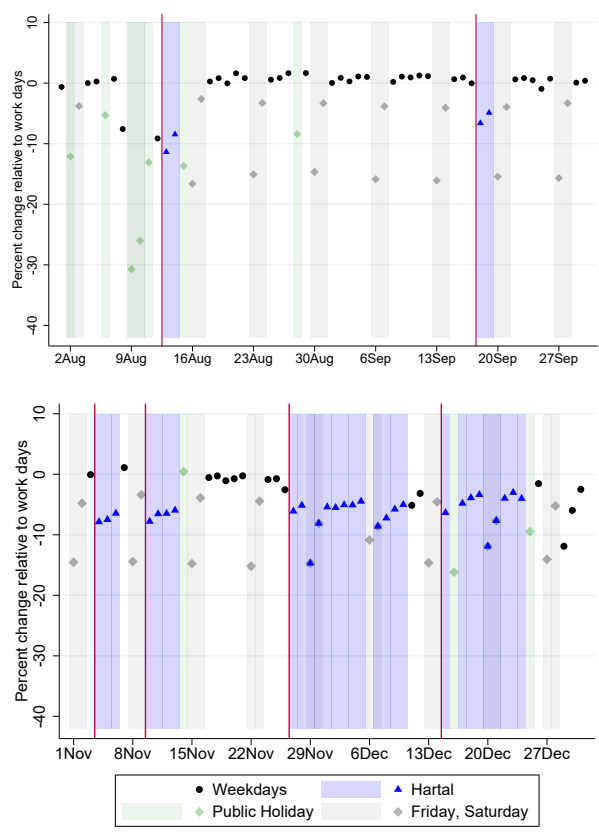 Percent change relative to work days
10
0
-10
-20
-30
-40
2Aug 9Aug 16Aug 23Aug 30Aug 6Sep 13Sep 20Sep 27Sep
Percent change relative to work days
10
0
-10
-20
-30
-40
1Nov 8Nov 15Nov 22Nov 29Nov 6Dec 13Dec 20Dec 27Dec
Weekdays Hartal
Public Holiday Friday, Saturday